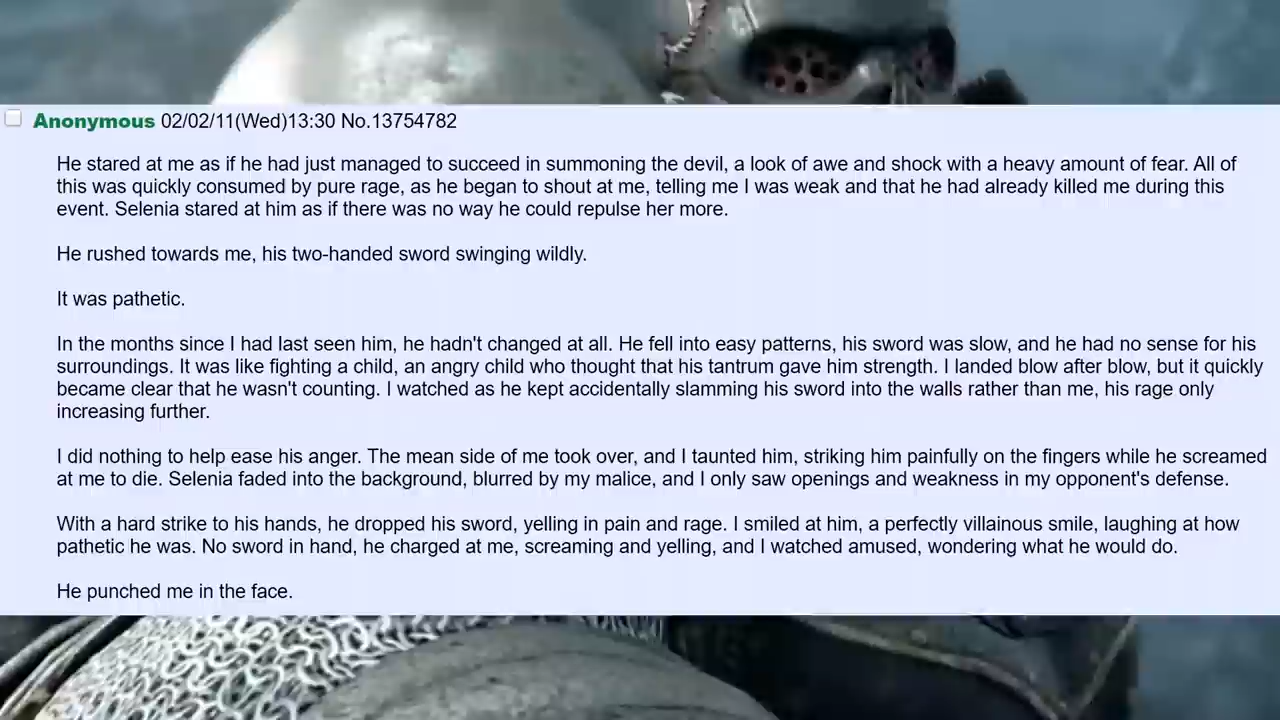 Anonymous 02/02/11(Wed)13:30 No.13754782
He stared at me as if he had just managed to succeed in summoning the devil, a look of awe and shock with a heavy amount of fear. All of
this was quickly consumed by pure rage, as he began to shout at me, telling me I was weak and that he had already killed me during this
event. Selenia stared at him as if there was no way he could repulse her more.
He rushed towards me, his two-handed sword swinging wildly.
It was pathetic.
In the months since I had last seen him, he hadn't changed at all. He fell into easy patterns, his sword was slow, and he had no sense for his
surroundings. It was like fighting a child, an angry child who thought that his tantrum gave him strength. I landed blow after blow, but it quickly
became clear that he wasn't counting. I watched as he kept accidentally slamming his sword into the walls rather than me, his rage only
increasing further.
I did nothing to help ease his anger. The mean side of me took over, and I taunted him, striking him painfully on the fingers while he screamed
at me to die. Selenia faded into the background, blurred by my malice, and I only saw openings and weakness in my opponent's defense.
With a hard strike to his hands, he dropped his sword, yelling in pain and rage. I smiled at him, a perfectly villainous smile, laughing at how
pathetic he was. No sword in hand, he charged at me, screaming and yelling, and I watched amused, wondering what he would do.
He punched me in the face.